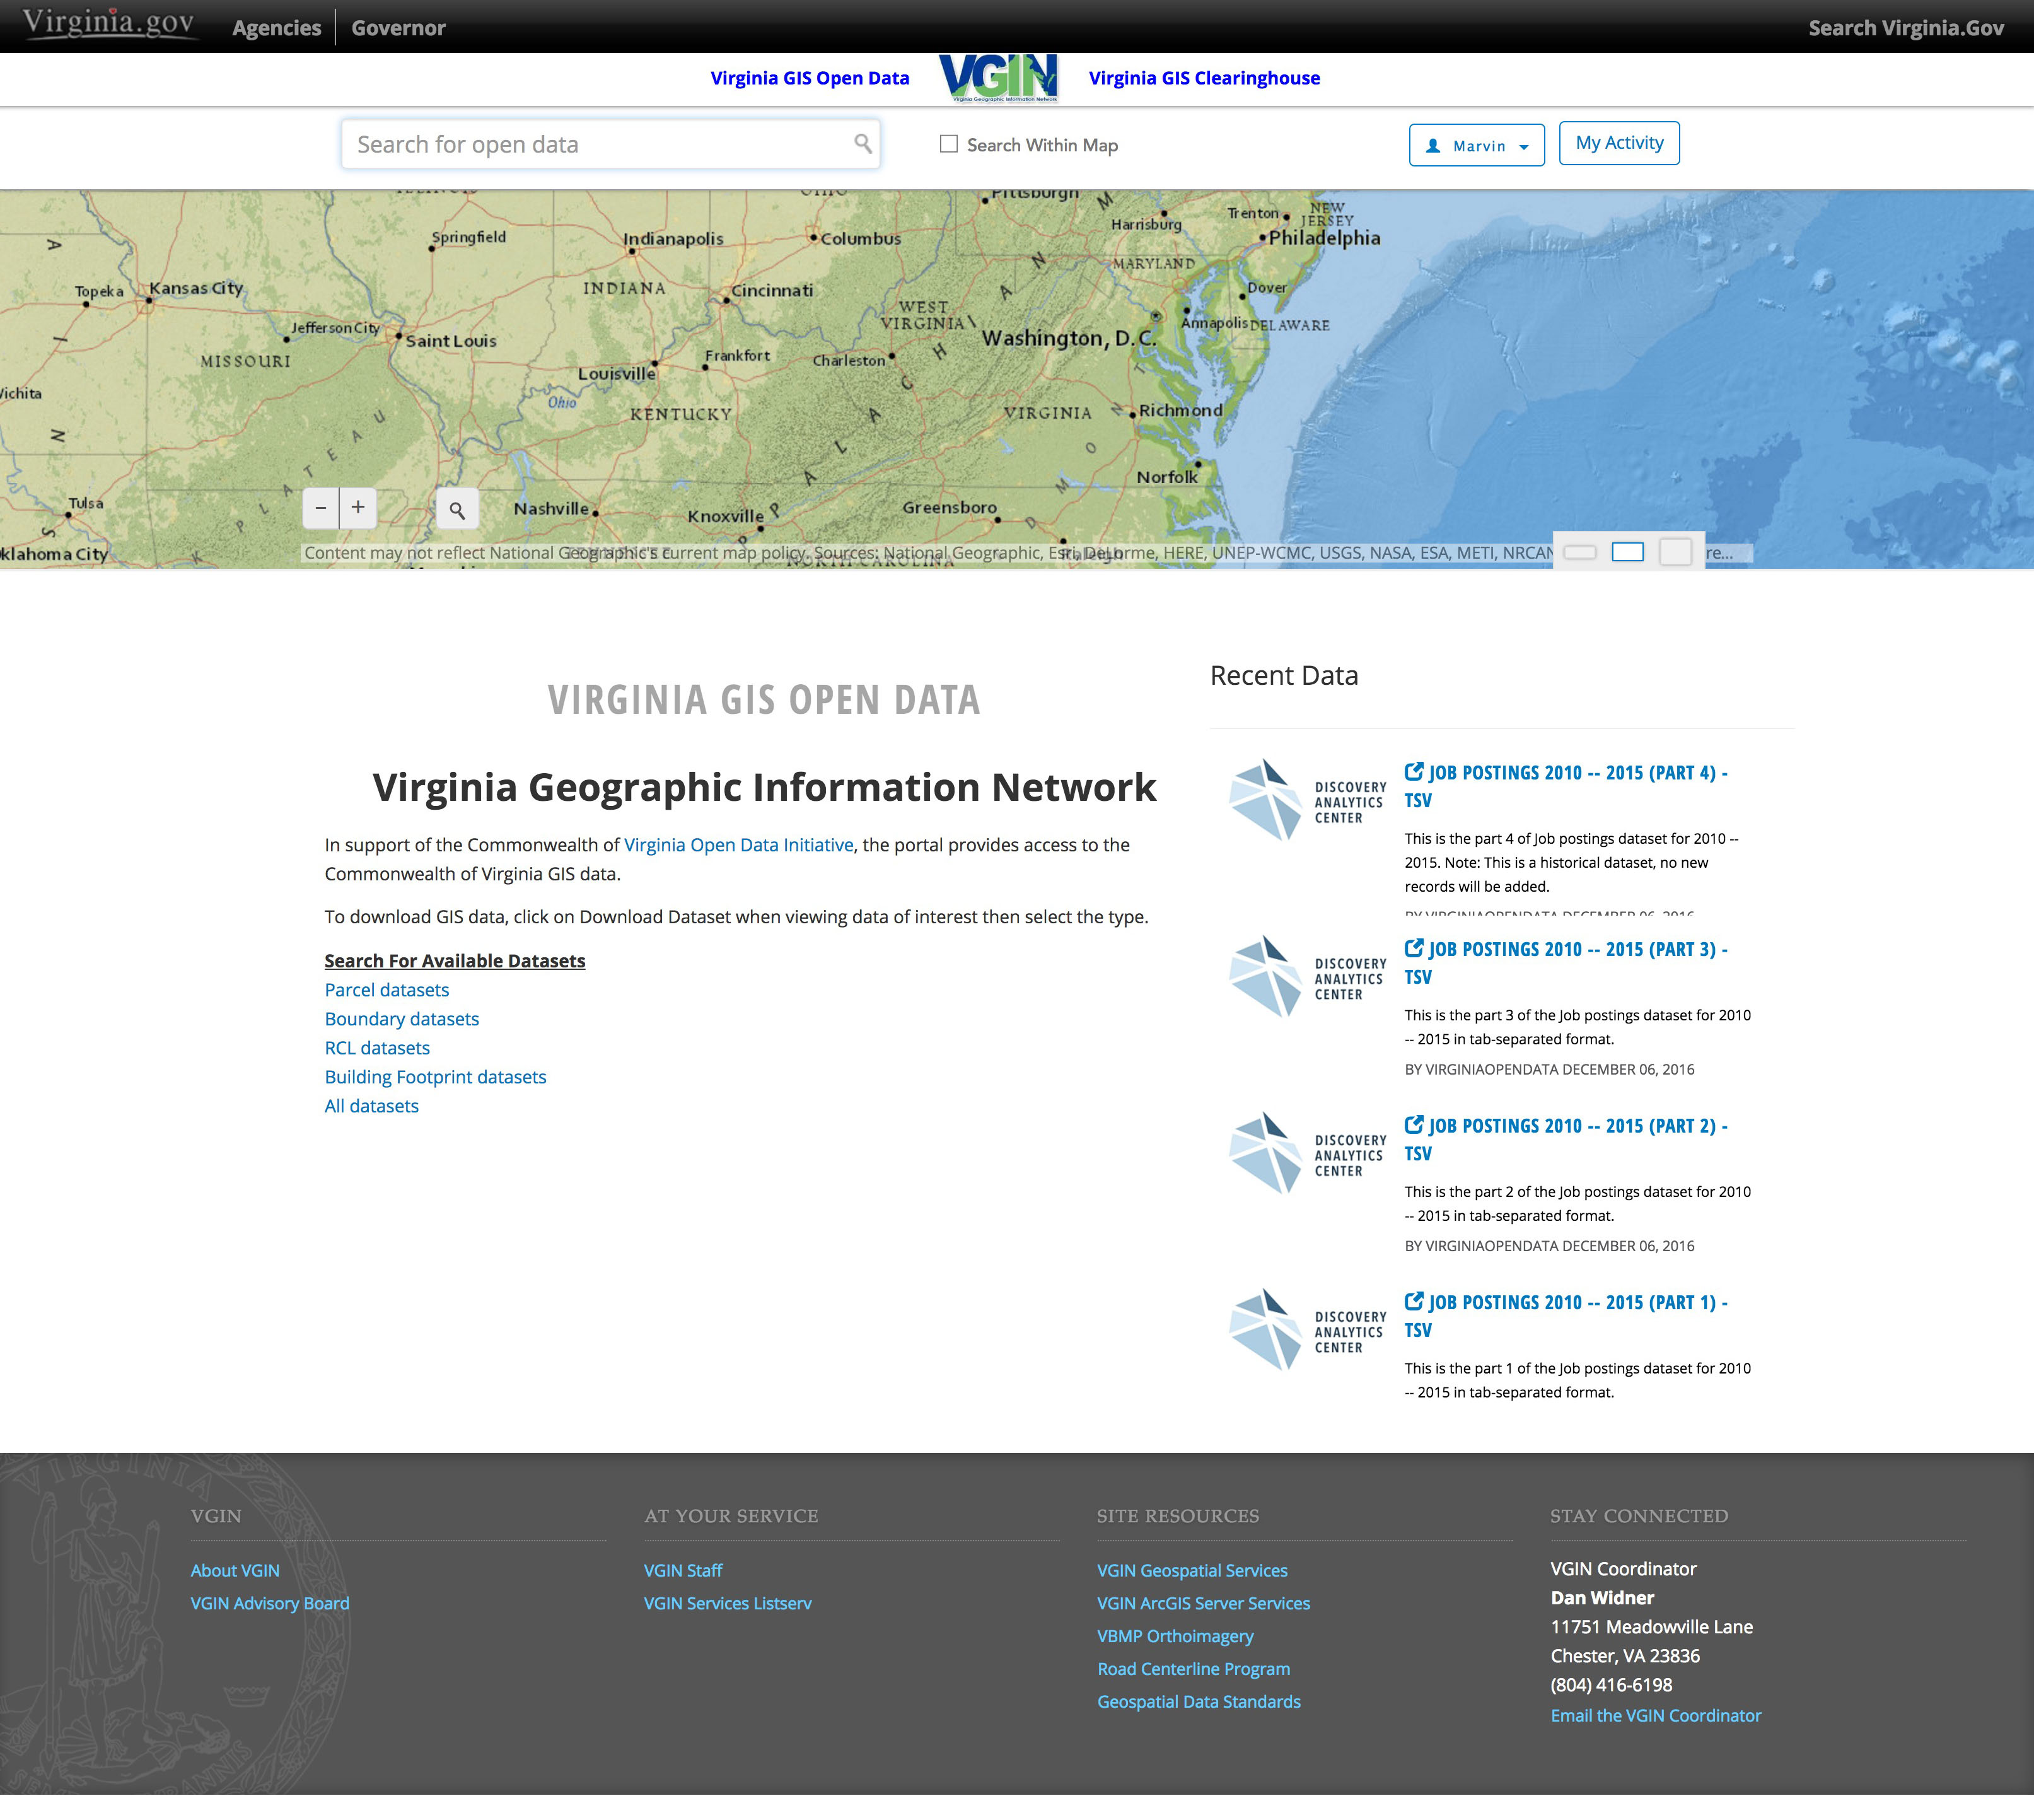 Virginia.gov
Agencies
Governor
Search Virginia.Gov
Virginia GIS Open Data
VGIN
Virginia Geographic Information Network
Virginia GIS Clearinghouse
Search for open data
Search Within Map
Marvin
My Activity
Pittsburgh
Harrisburg
Trenton
NEW
JERSEY
Philadelphia
Springfield
Indianapolis
Columbus
MARYLAND
Topeka
Kansas City
INDIANA
Cincinnati
Dover
WEST
VIRGINIA
Annapolis
DELAWARE
Jefferson City
Saint Louis
Washington, D.C.
MISSOURI
Frankfort
Charleston
Louisville
Ohio
KENTUCKY
VIRGINIA
Richmond
PLATEAU
Norfolk
Tulsa
Nashville
Knoxville
Greensboro
Raleigh
NORTH CAROLINA
− +
Content may not reflect National Geographic's current map policy. Sources: National Geographic, Esri, DeLorme, HERE, UNEP-WCMC, USGS, NASA, ESA, METI, NRCAN re...
VIRGINIA GIS OPEN DATA
Virginia Geographic Information Network
In support of the Commonwealth of Virginia Open Data Initiative, the portal provides access to the
Commonwealth of Virginia GIS data.
To download GIS data, click on Download Dataset when viewing data of interest then select the type.
Search For Available Datasets
Parcel datasets
Boundary datasets
RCL datasets
Building Footprint datasets
All datasets
Recent Data
DISCOVERY
ANALYTICS
CENTER
JOB POSTINGS 2010 -- 2015 (PART 4) -
TSV
This is the part 4 of Job postings dataset for 2010 --
2015. Note: This is a historical dataset, no new
records will be added.
BY VIRGINIAOPENDATA DECEMBER 06, 2016
DISCOVERY
ANALYTICS
CENTER
JOB POSTINGS 2010 -- 2015 (PART 3) -
TSV
This is the part 3 of the Job postings dataset for 2010
-- 2015 in tab-separated format.
BY VIRGINIAOPENDATA DECEMBER 06, 2016
DISCOVERY
ANALYTICS
CENTER
JOB POSTINGS 2010 -- 2015 (PART 2) -
TSV
This is the part 2 of the Job postings dataset for 2010
-- 2015 in tab-separated format.
BY VIRGINIAOPENDATA DECEMBER 06, 2016
DISCOVERY
ANALYTICS
CENTER
JOB POSTINGS 2010 -- 2015 (PART 1) -
TSV
This is the part 1 of the Job postings dataset for 2010
-- 2015 in tab-separated format.
VIRGINIA
VGIN
About VGIN
VGIN Advisory Board
AT YOUR SERVICE
VGIN Staff
VGIN Services Listserv
SITE RESOURCES
VGIN Geospatial Services
VGIN ArcGIS Server Services
VBMP Orthoimagery
Road Centerline Program
Geospatial Data Standards
STAY CONNECTED
VGIN Coordinator
Dan Widner
11751 Meadowville Lane
Chester, VA 23836
(804) 416-6198
Email the VGIN Coordinator